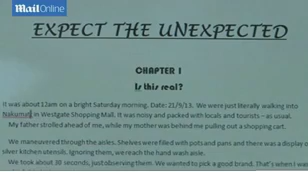 Mail Online
EXPECT THE UNEXPECTED
CHAPTER 1
Is this real?
It was about 12am on a bright Saturday morning. Date: 21/9/13. We were just literally walking into
Nakumatt in Westgate Shopping Mall. It was noisy and packed with locals and tourists – as usual.
My father strolled ahead of me, while my mother was behind me pulling out a shopping cart.
We maneuvered through the aisles. Shelves were filled with pots and pans and there was a display o
silver kitchen utensils. Ignoring them, we reach the hand wash aisle.
We took about 30 seconds, just observing them. We wanted to pick a good brand. That's when I was